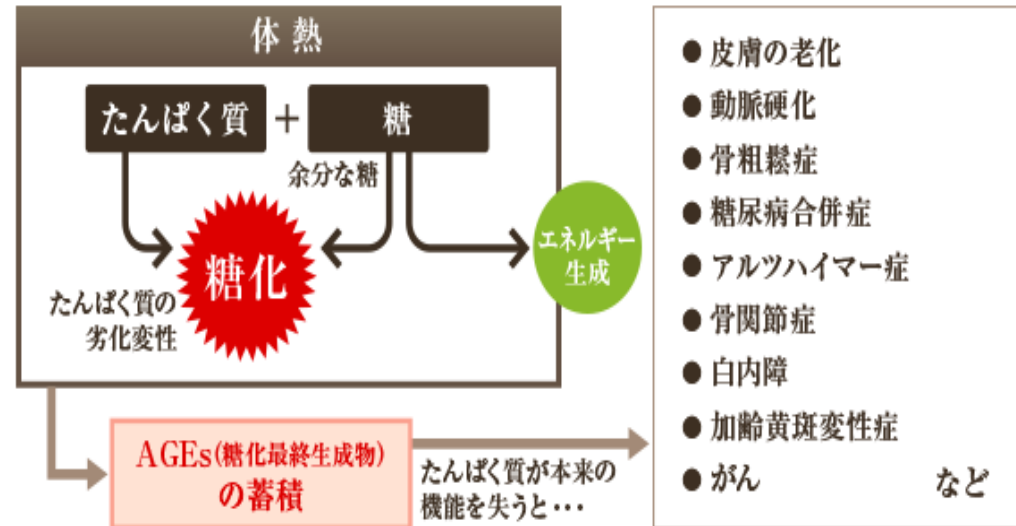 体熱
たんぱく質 + 糖
余分な糖
糖化
エネルギー
生成
たんぱく質の
劣化変性
AGEs(糖化最終生成物)
の蓄積
たんぱく質が本来の
機能を失うと・・・
● 皮膚の老化
● 動脈硬化
● 骨粗鬆症
● 糖尿病合併症
● アルツハイマー症
● 骨関節症
● 白内障
● 加齢黄斑変性症
● がん など